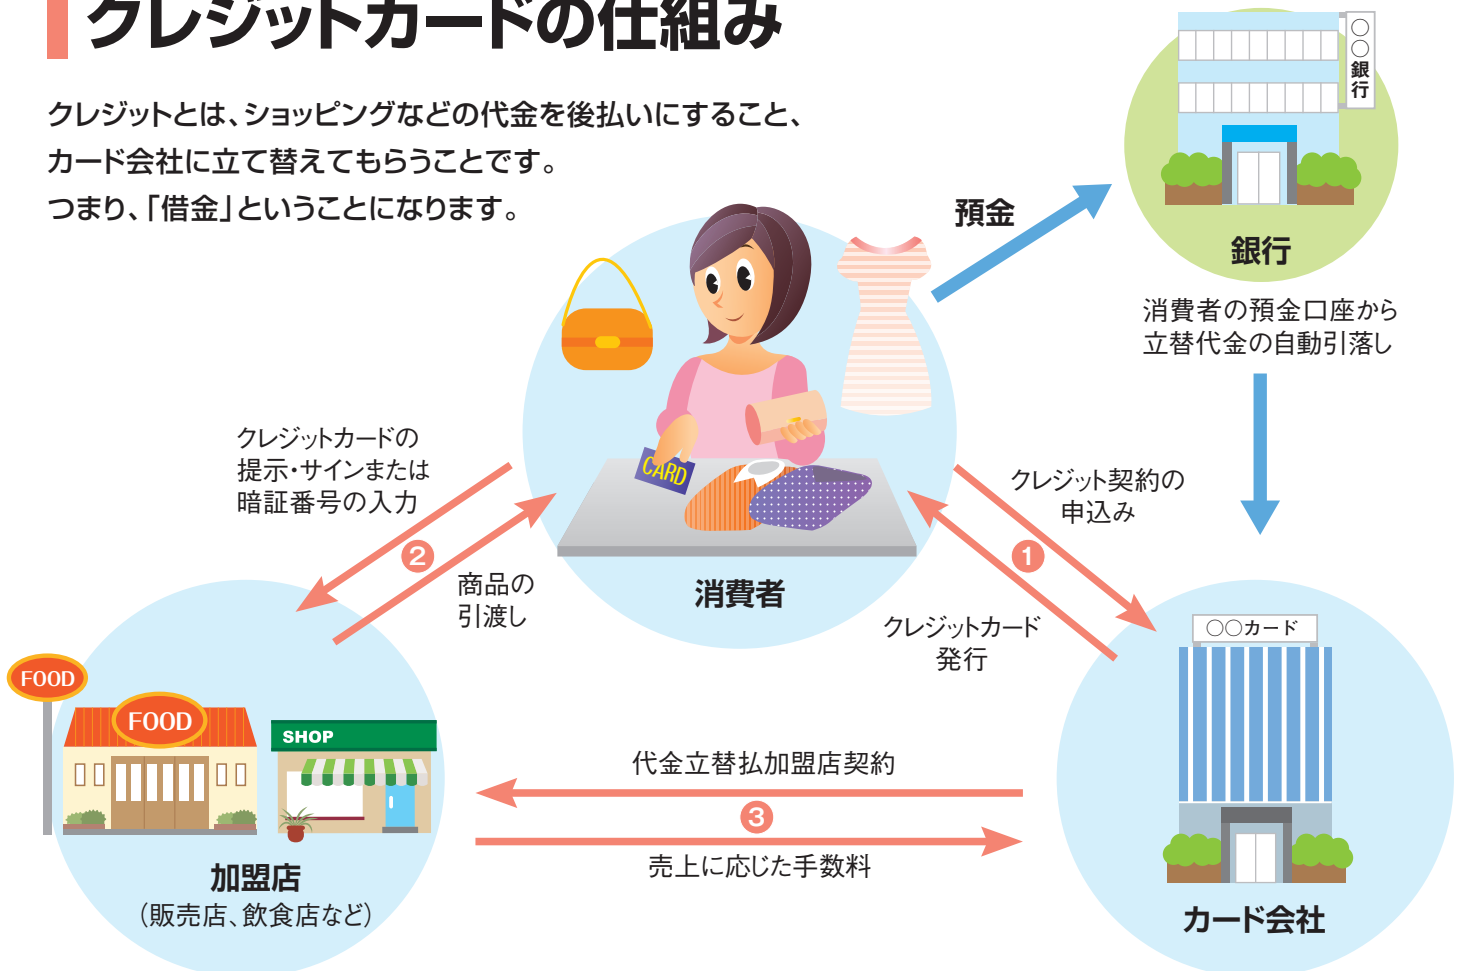 クレジットカードの仕組み
クレジットとは、ショッピングなどの代金を後払いにすること、
カード会社に立て替えてもらうことです。
つまり、「借金」ということになります。
○○銀行
預金
銀行
消費者の預金口座から
立替代金の自動引落し
CARD
クレジットカードの
提示・サインまたは
暗証番号の入力
2
商品の
引渡し
消費者
クレジット契約の
申込み
1
クレジットカード
発行
○○カード
FOOD
FOOD
SHOP
代金立替払加盟店契約
3
売上に応じた手数料
加盟店
（販売店、飲食店など）
カード会社